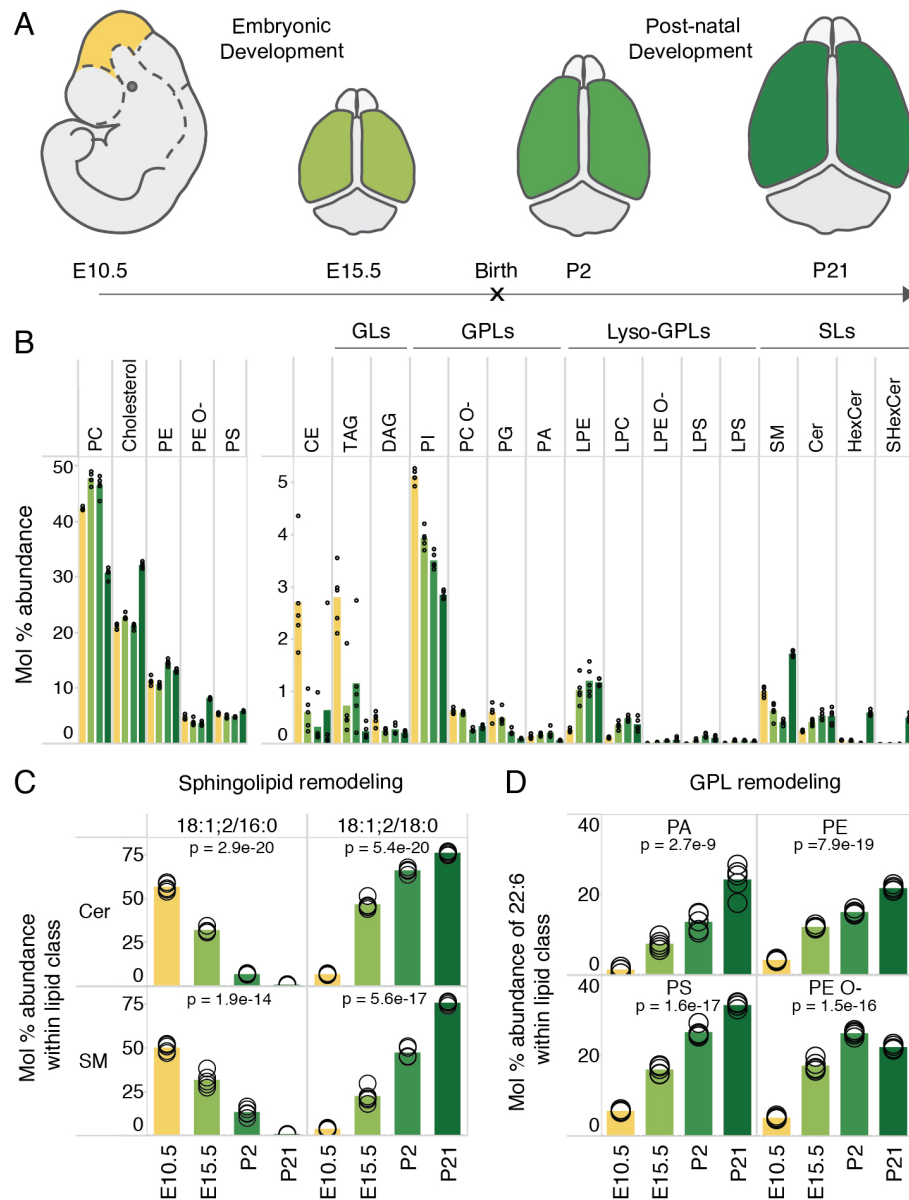 A
Embryonic
Development
Post-natal
Development
E10.5
E15.5
Birth
P2
P21
x
B
GLs
GPLs
Lyso-GPLs
SLs
PC
Cholesterol
PE
PE O-
PS
CE
TAG
DAG
PI
PC O-
PG
PA
LPE
LPC
LPE O-
LPS
LPS
SM
Cer
HexCer
SHexCer
Mol % abundance
50
40
30
20
10
0
5
4
3
2
1
0
C
Sphingolipid remodeling
18:1;2/16:0
18:1;2/18:0
p = 2.9e-20
p = 5.4e-20
Cer
75
50
25
0
p = 1.9e-14
p = 5.6e-17
SM
75
50
25
0
Mol % abundance
within lipid class
E10.5
E15.5
P2
P21
E10.5
E15.5
P2
P21
D
GPL remodeling
PA
p = 2.7e-9
PE
p =7.9e-19
40
20
0
PS
p = 1.6e-17
PE O-
p = 1.5e-16
40
20
0
Mol % abundance of 22:6
within lipid class
E10.5
E15.5
P2
P21
E10.5
E15.5
P2
P21